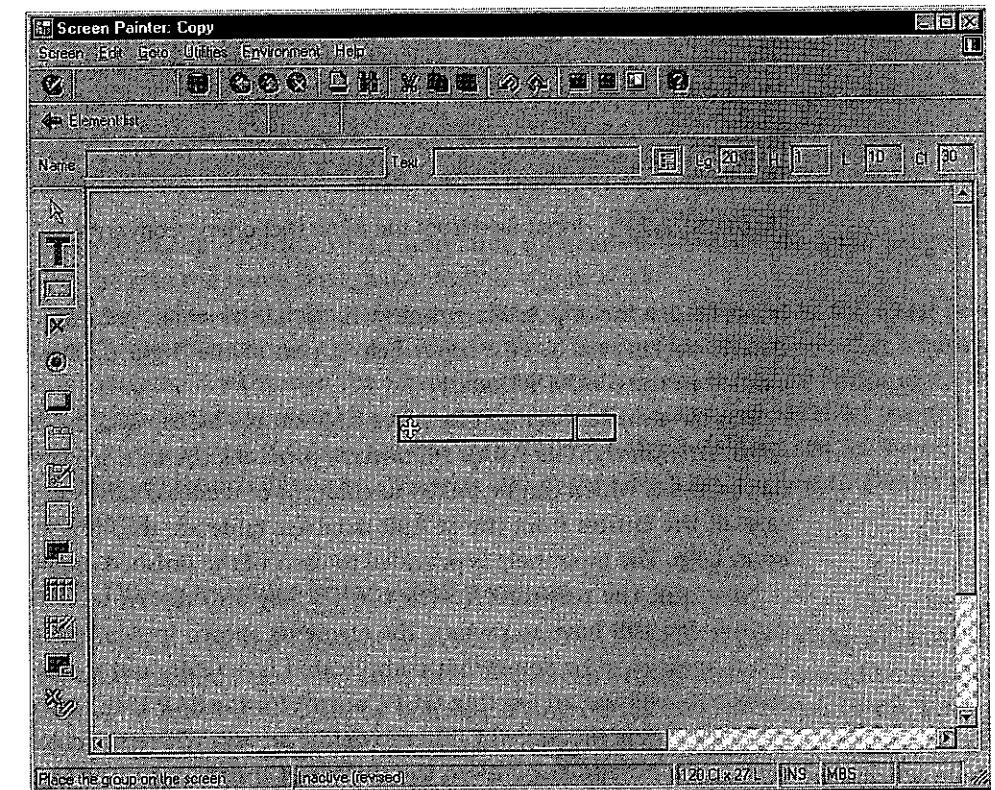 Screen Painter: Copy
Screen Edit Goto Utilities Environment Help
Element list
Name Text Lg 20 H 1 L 10 Cl 30
T
Place the group on the screen Inactive (revised) 120 Cl x 27 L INS MBS